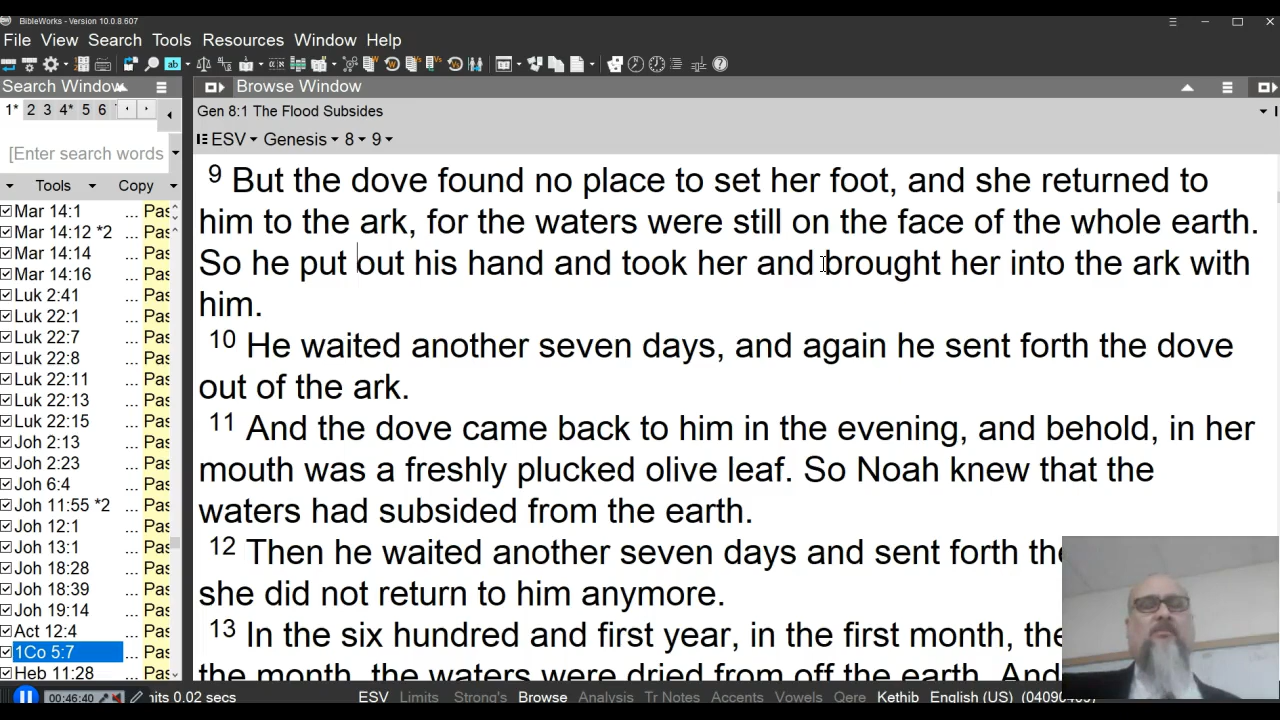 BibleWorks - Version 10.0.8.607
File View Search Tools Resources Window Help
Search Window
Browse Window
1* 2 3 4* 5 6
Gen 8:1 The Flood Subsides
ESV Genesis 8 9
[Enter search words
Tools Copy
Mar 14:1 ... Pas
Mar 14:12 *2 ... Pas
Mar 14:14 ... Pas
Mar 14:16 ... Pas
Luk 2:41 ... Pas
Luk 22:1 ... Pas
Luk 22:7 ... Pas
Luk 22:8 ... Pas
Luk 22:11 ... Pas
Luk 22:13 ... Pas
Luk 22:15 ... Pas
Joh 2:13 ... Pas
Joh 2:23 ... Pas
Joh 6:4 ... Pas
Joh 11:55 *2 ... Pas
Joh 12:1 ... Pas
Joh 13:1 ... Pas
Joh 18:28 ... Pas
Joh 18:39 ... Pas
Joh 19:14 ... Pas
Act 12:4 ... Pas
1Co 5:7 ... Pas
Heb 11:28 ... Pas
9 But the dove found no place to set her foot, and she returned to
him to the ark, for the waters were still on the face of the whole earth.
So he put out his hand and took her and brought her into the ark with
him.
10 He waited another seven days, and again he sent forth the dove
out of the ark.
11 And the dove came back to him in the evening, and behold, in her
mouth was a freshly plucked olive leaf. So Noah knew that the
waters had subsided from the earth.
12 Then he waited another seven days and sent forth the
she did not return to him anymore.
13 In the six hundred and first year, in the first month, the
the month, the waters were dried from off the earth. And
00:46:40 hits 0.02 secs ESV Limits Strong's Browse Analysis Tr Notes Accents Vowels Qere Kethib English (US)